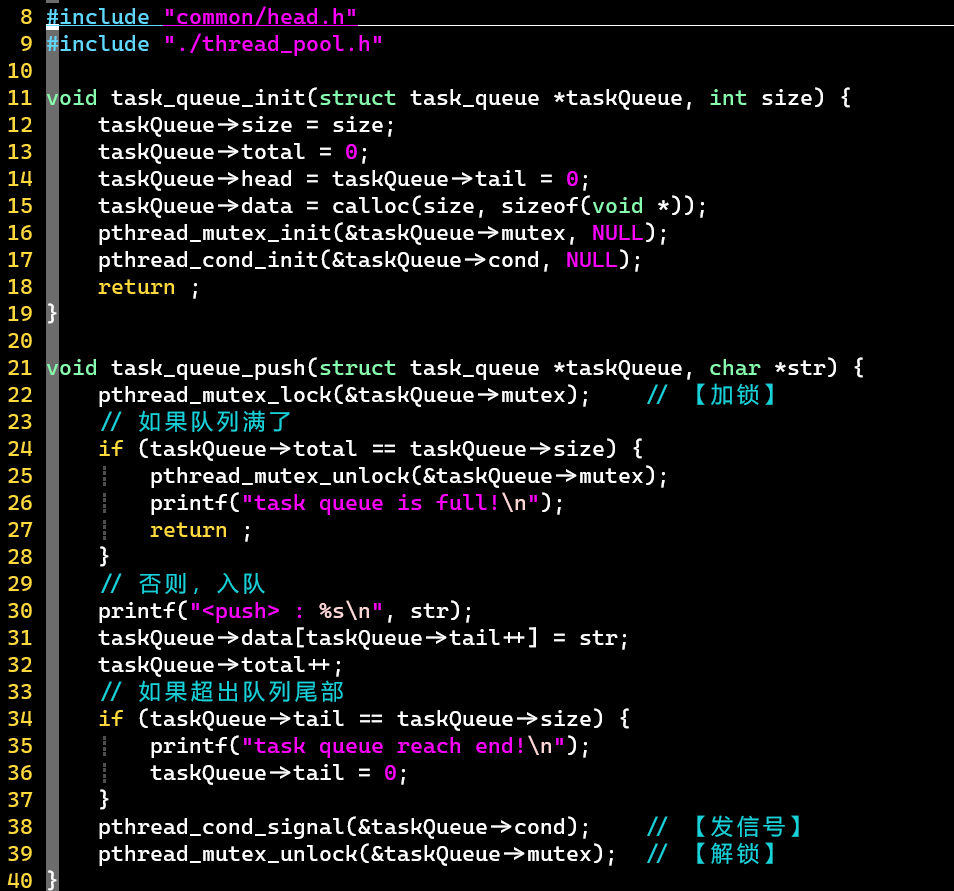 8 #include "common/head.h"
9 #include "./thread_pool.h"
10
11 void task_queue_init(struct task_queue *taskQueue, int size) {
12     taskQueue->size = size;
13     taskQueue->total = 0;
14     taskQueue->head = taskQueue->tail = 0;
15     taskQueue->data = calloc(size, sizeof(void *));
16     pthread_mutex_init(&taskQueue->mutex, NULL);
17     pthread_cond_init(&taskQueue->cond, NULL);
18     return ;
19 }
20
21 void task_queue_push(struct task_queue *taskQueue, char *str) {
22     pthread_mutex_lock(&taskQueue->mutex);    // 【加锁】
23     // 如果队列满了
24     if (taskQueue->total == taskQueue->size) {
25         pthread_mutex_unlock(&taskQueue->mutex);
26         printf("task queue is full!\n");
27         return ;
28     }
29     // 否则，入队
30     printf("<push> : %s\n", str);
31     taskQueue->data[taskQueue->tail++] = str;
32     taskQueue->total++;
33     // 如果超出队列尾部
34     if (taskQueue->tail == taskQueue->size) {
35         printf("task queue reach end!\n");
36         taskQueue->tail = 0;
37     }
38     pthread_cond_signal(&taskQueue->cond);    // 【发信号】
39     pthread_mutex_unlock(&taskQueue->mutex);  // 【解锁】
40 }